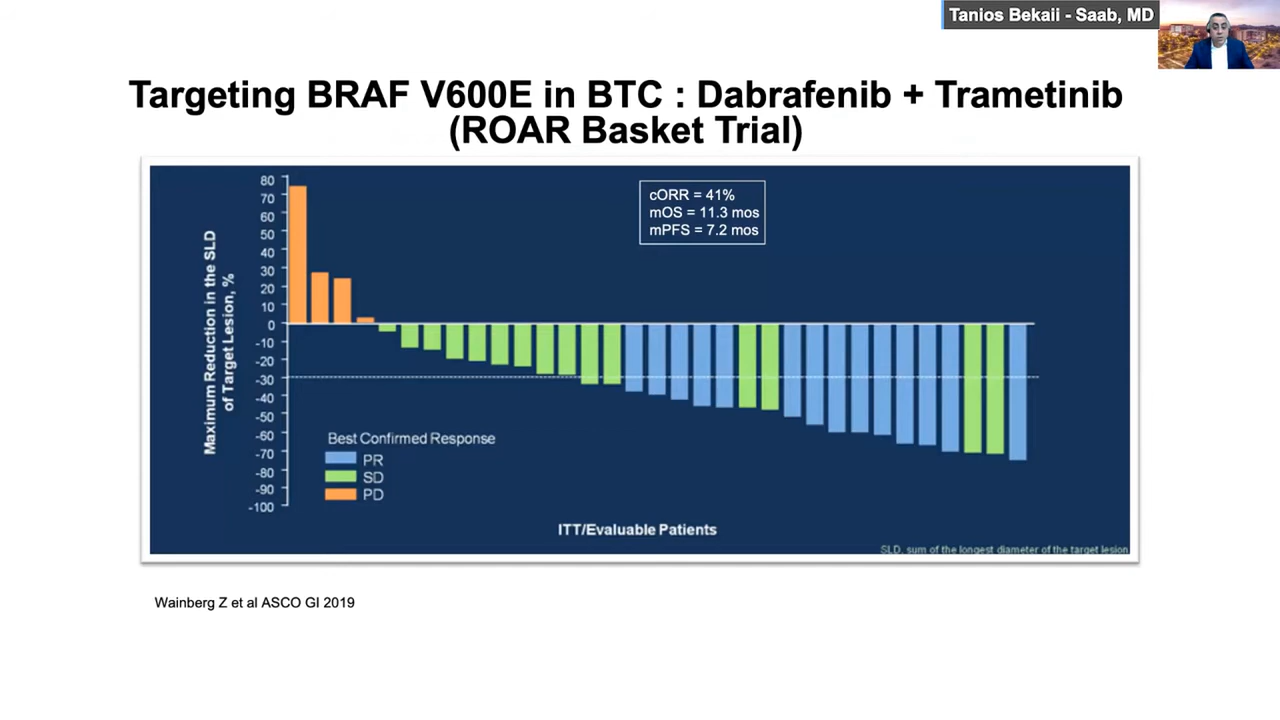 Tanios Bekaii - Saab, MD
Targeting BRAF V600E in BTC : Dabrafenib + Trametinib
(ROAR Basket Trial)
Maximum Reduction in the SLD
of Target Lesion, %
80
70
60
50
40
30
20
10
0
-10
-20
-30
-40
-50
-60
-70
-80
-90
-100
cORR = 41%
mOS = 11.3 mos
mPFS = 7.2 mos
Best Confirmed Response
PR
SD
PD
ITT/Evaluable Patients
SLD, sum of the longest diameter of the target lesion
Wainberg Z et al ASCO GI 2019